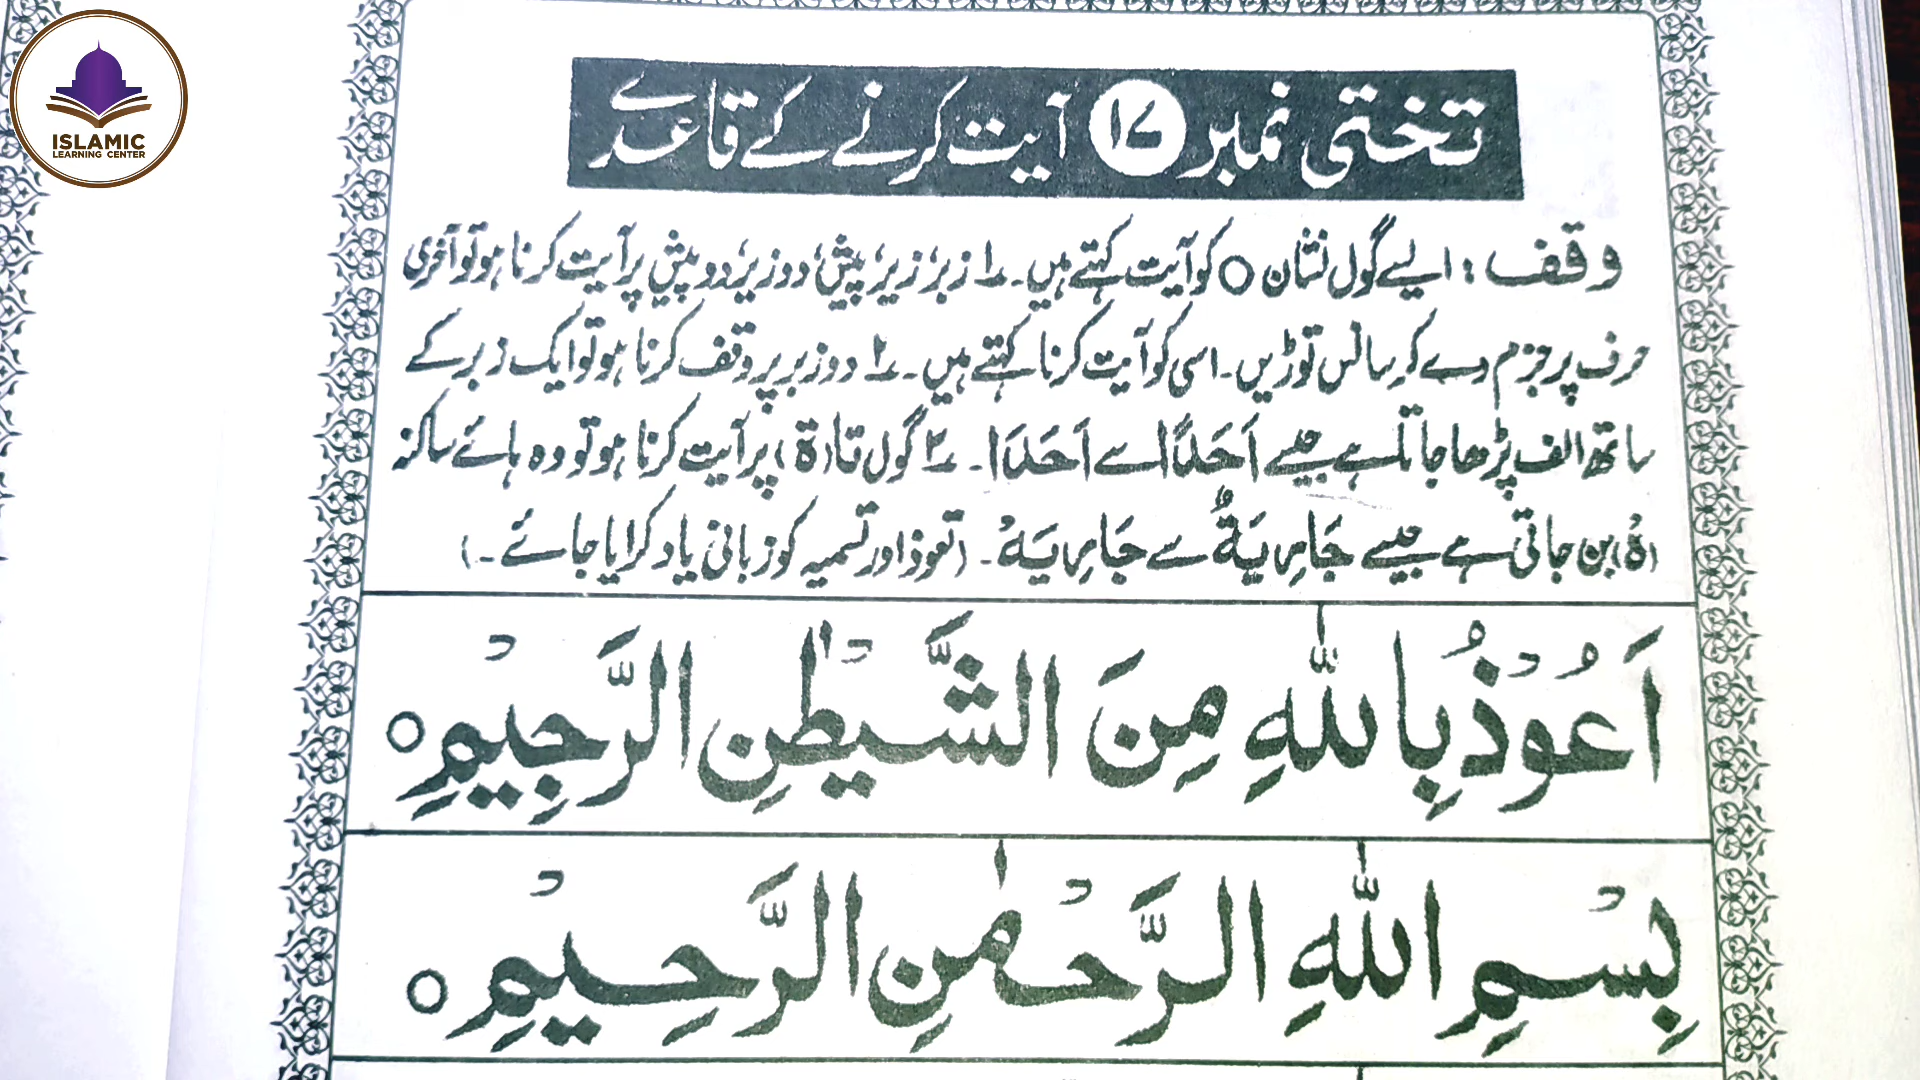 ISLAMIC
LEARNING CENTER
تختی نمبر ۱۷ آیت کرنے کے قاعدے
وقف: ایسے گول نشان ○ کو آیت کہتے ہیں۔ ۱؎ زبر، زیر، پیش، دو زیر، دو پیش پر آیت کرنا ہو تو آخری
حرف پر جزم دے کر سانس توڑیں۔ اسی کو آیت کرنا کہتے ہیں۔ ۲؎ دو زبر پر وقف کرنا ہو تو ایک زبر کے
ساتھ الف پڑھا جاتا ہے جیسے اَحَدًا سے اَحَدَا۔ ۳؎ گول تا (ة) پر آیت کرنا ہو تو وہ ہائے ساکنہ
(هْ) بن جاتی ہے جیسے جَارِيَةٌ سے جَارِيَهْ۔ (تعوذ اور تسمیہ کو زبانی یاد کرایا جائے۔)
اَعُوْذُ بِاللّٰهِ مِنَ الشَّيْطٰنِ الرَّجِيْمِ ○
بِسْمِ اللّٰهِ الرَّحْمٰنِ الرَّحِيْمِ ○